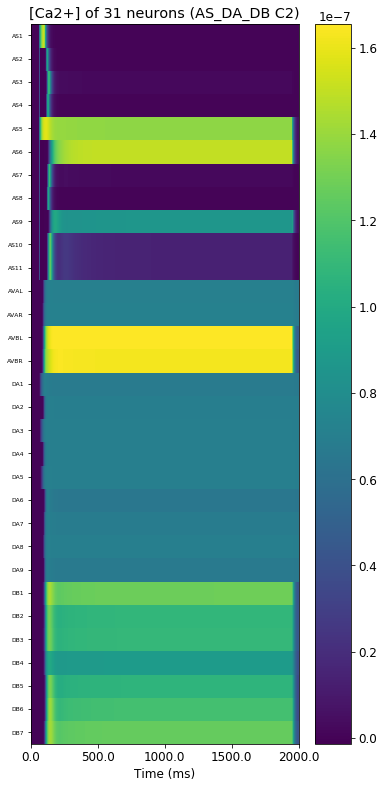 [Ca2+] of 31 neurons (AS_DA_DB C2)
1e−7
AS1
AS2
AS3
AS4
AS5
AS6
AS7
AS8
AS9
AS10
AS11
AVAL
AVAR
AVBL
AVBR
DA1
DA2
DA3
DA4
DA5
DA6
DA7
DA8
DA9
DB1
DB2
DB3
DB4
DB5
DB6
DB7
0.0 500.0 1000.0 1500.0 2000.0
Time (ms)
1.6
1.4
1.2
1.0
0.8
0.6
0.4
0.2
0.0